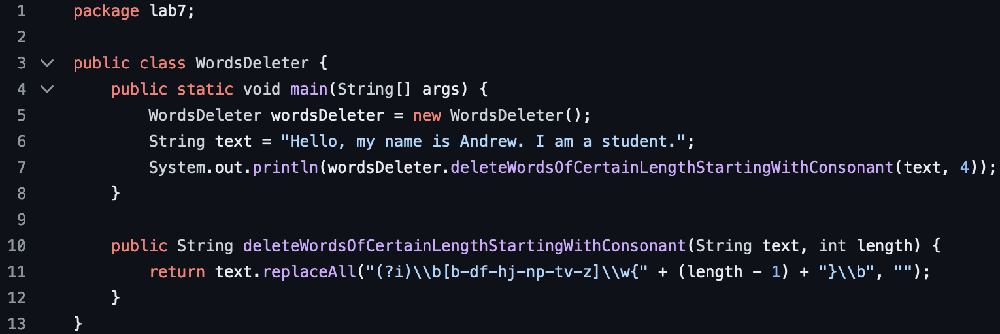 1 package lab7;
2
3 public class WordsDeleter {
4     public static void main(String[] args) {
5         WordsDeleter wordsDeleter = new WordsDeleter();
6         String text = "Hello, my name is Andrew. I am a student.";
7         System.out.println(wordsDeleter.deleteWordsOfCertainLengthStartingWithConsonant(text, 4));
8     }
9
10     public String deleteWordsOfCertainLengthStartingWithConsonant(String text, int length) {
11         return text.replaceAll("(?i)\\b[b-df-hj-np-tv-z]\\w{" + (length - 1) + "}\\b", "");
12     }
13 }